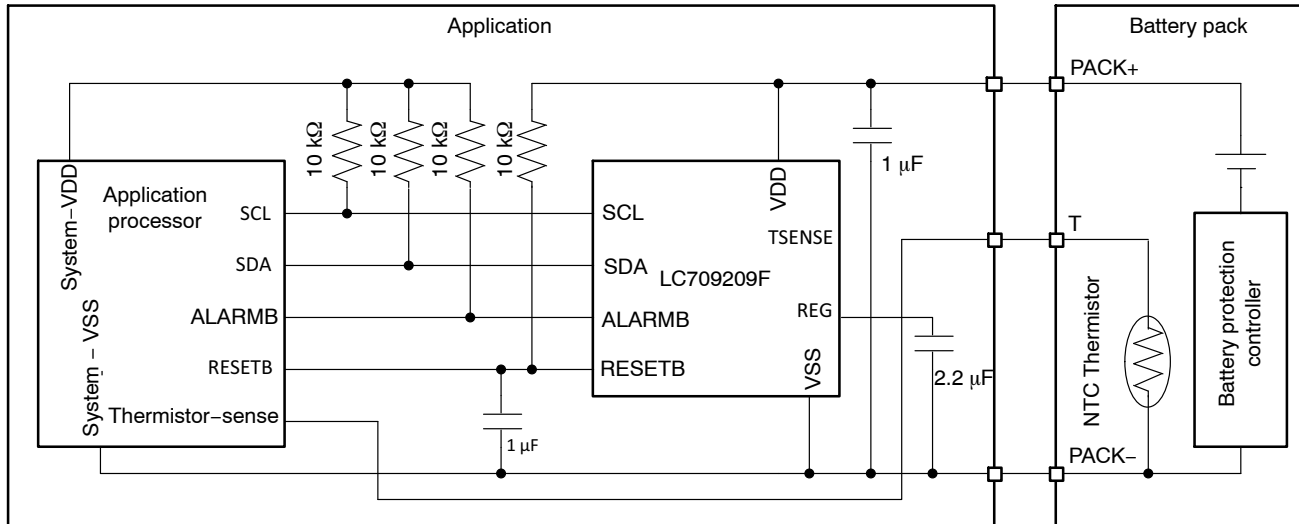 Application
Battery pack
PACK+
10 kΩ
10 kΩ
10 kΩ
10 kΩ
1 μF
System−VDD
Application
processor
SCL
SDA
ALARMB
RESETB
Thermistor−sense
System − VSS
SCL
SDA
ALARMB
RESETB
VDD
TSENSE
LC709209F
REG
VSS
1 μF
2.2 μF
T
NTC Thermistor
Battery protection
controller
PACK−